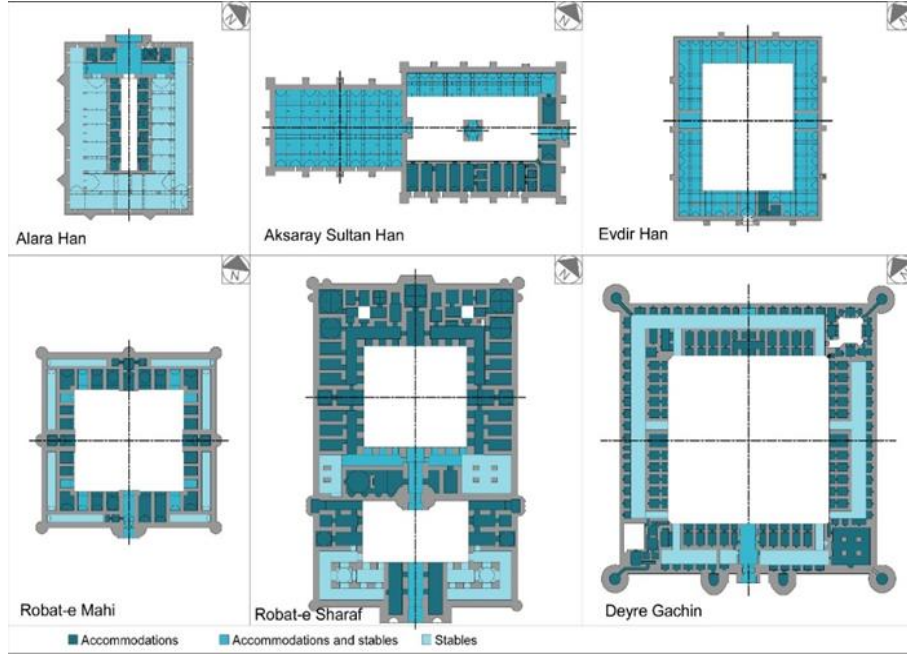 N
N
N
Alara Han
Aksaray Sultan Han
Evdir Han
N
N
N
Robat-e Mahi
Robat-e Sharaf
Deyre Gachin
Accommodations
Accommodations and stables
Stables